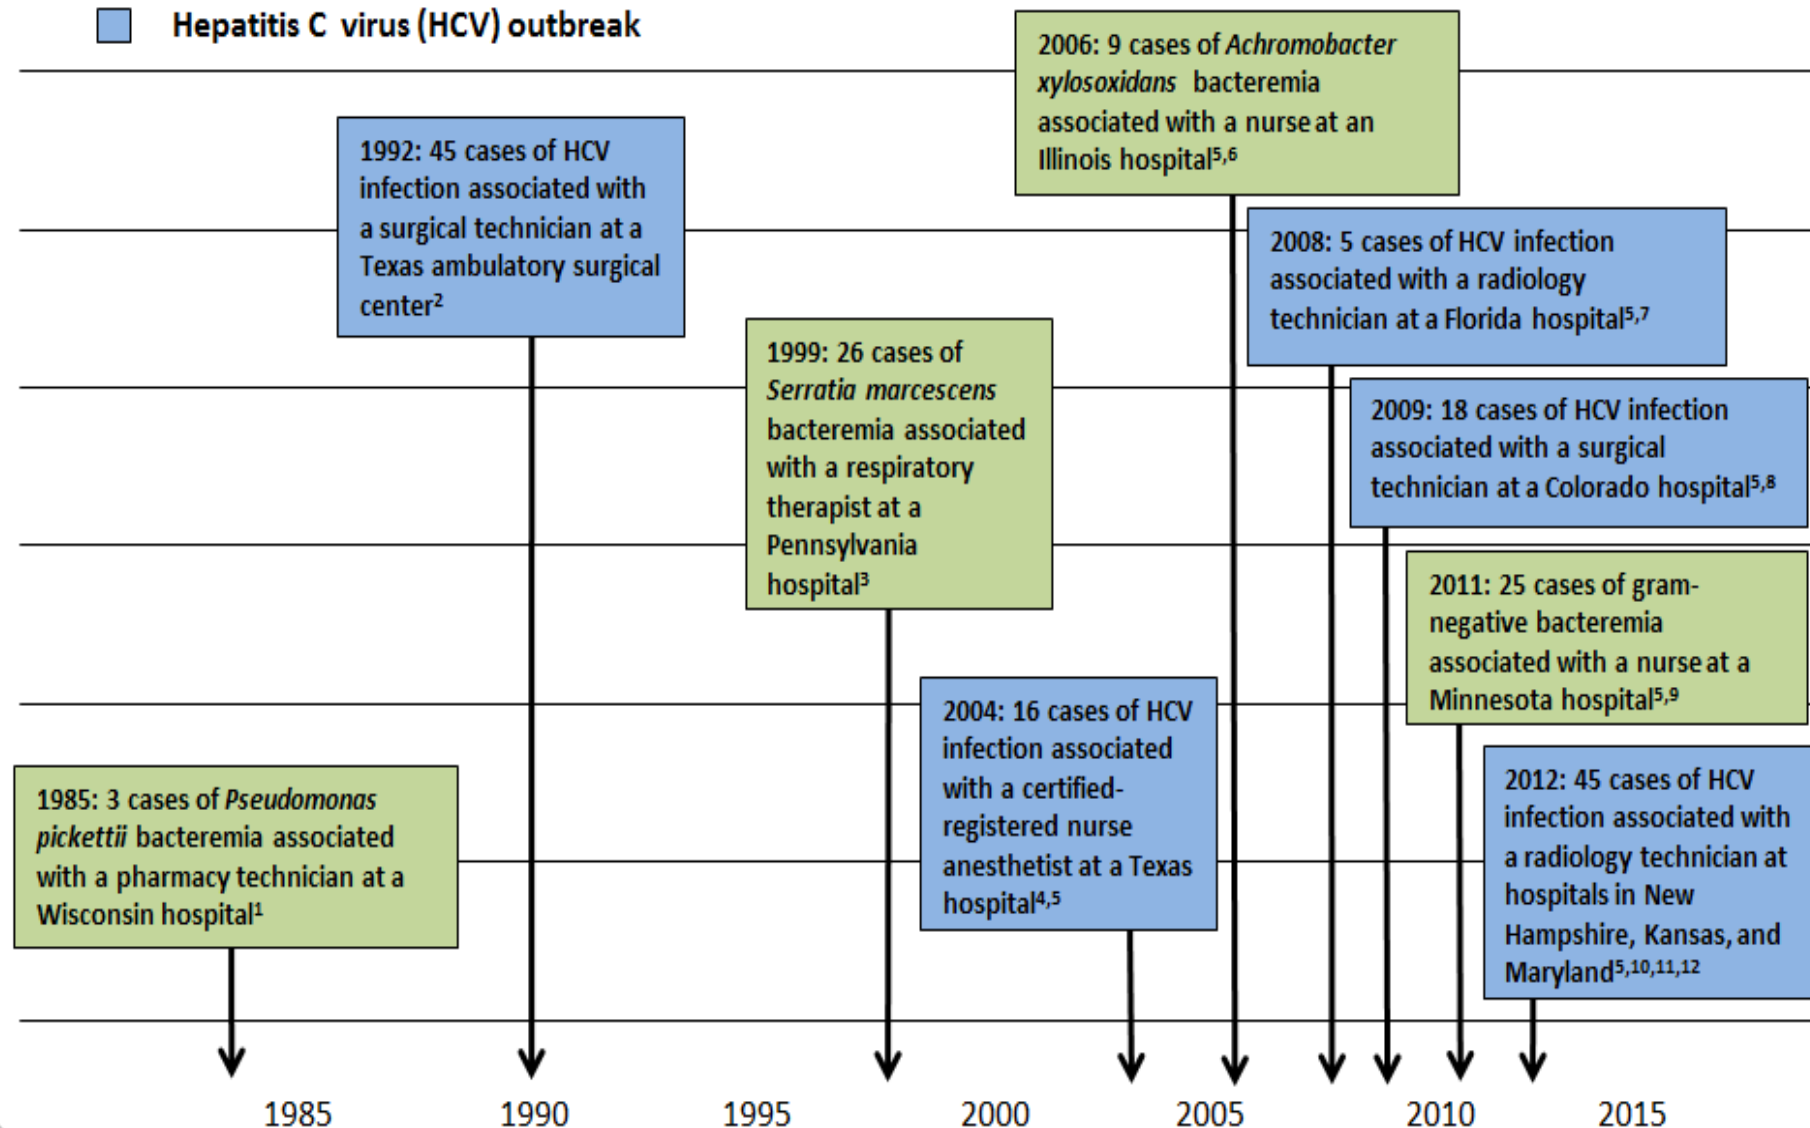 Hepatitis C virus (HCV) outbreak
2006: 9 cases of Achromobacter
xylosoxidans bacteremia
associated with a nurse at an
Illinois hospital5,6
1992: 45 cases of HCV
infection associated with
a surgical technician at a
Texas ambulatory surgical
center2
2008: 5 cases of HCV infection
associated with a radiology
technician at a Florida hospital5,7
1999: 26 cases of
Serratia marcescens
bacteremia associated
with a respiratory
therapist at a
Pennsylvania
hospital3
2009: 18 cases of HCV infection
associated with a surgical
technician at a Colorado hospital5,8
2011: 25 cases of gram-
negative bacteremia
associated with a nurse at a
Minnesota hospital5,9
2004: 16 cases of HCV
infection associated
with a certified-
registered nurse
anesthetist at a Texas
hospital4,5
1985: 3 cases of Pseudomonas
pickettii bacteremia associated
with a pharmacy technician at a
Wisconsin hospital1
2012: 45 cases of HCV
infection associated with
a radiology technician at
hospitals in New
Hampshire, Kansas, and
Maryland5,10,11,12
1985 1990 1995 2000 2005 2010 2015